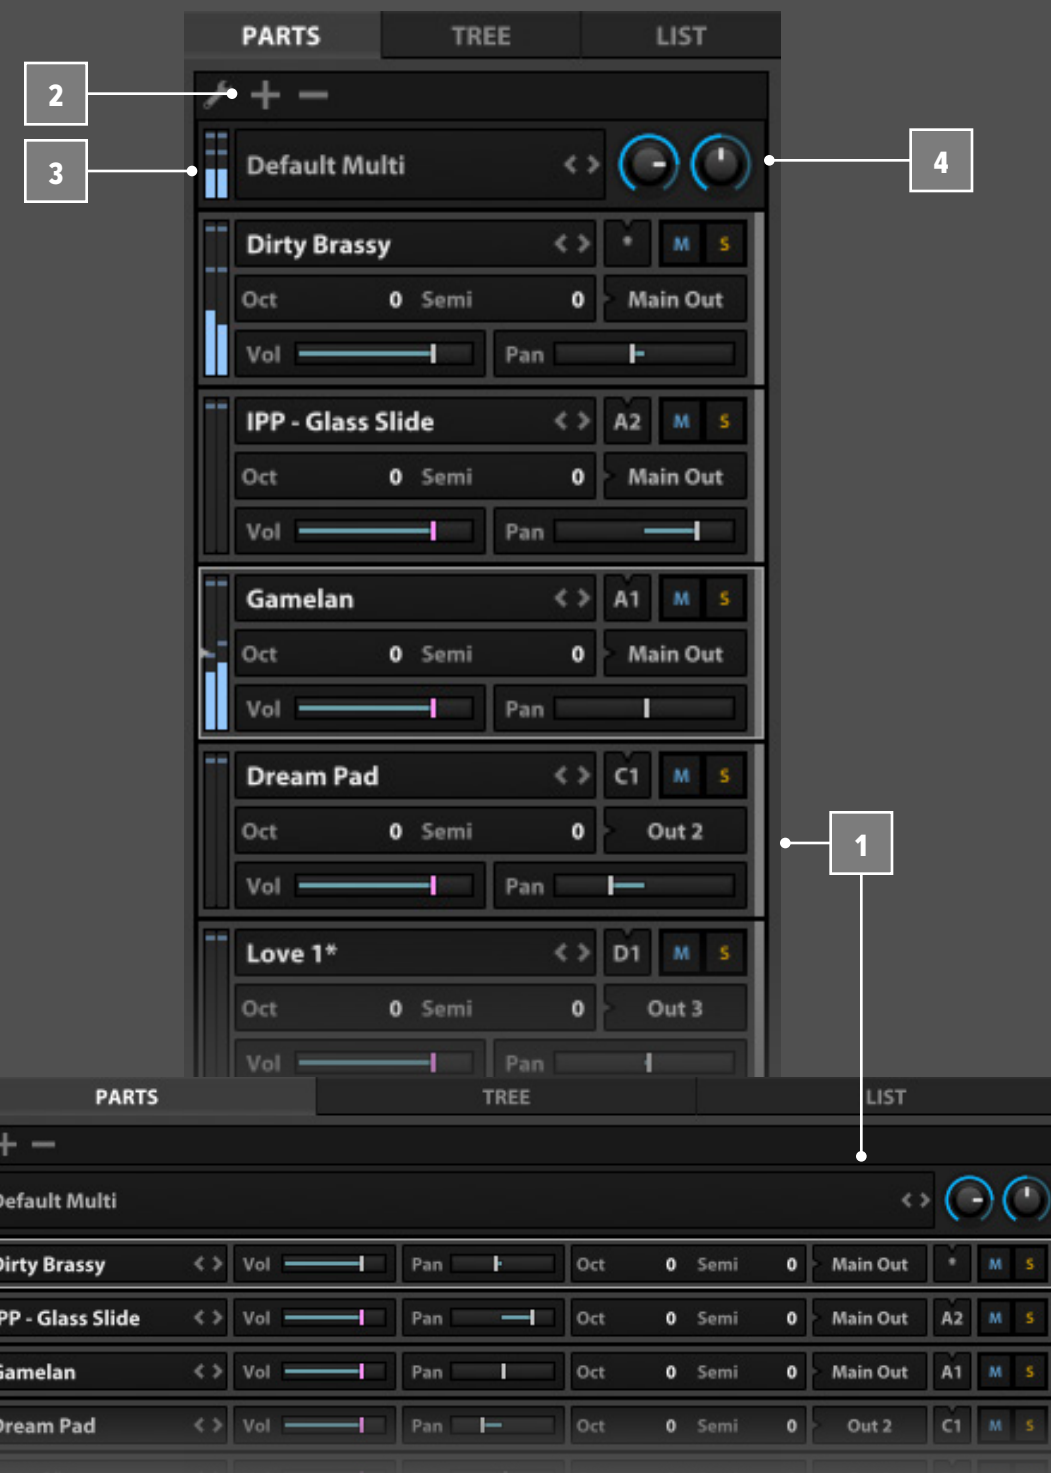 PARTS TREE LIST
2
3
Default Multi
4
Dirty Brassy * M S
Oct 0 Semi 0 Main Out
Vol Pan
IPP - Glass Slide A2 M S
Oct 0 Semi 0 Main Out
Vol Pan
Gamelan A1 M S
Oct 0 Semi 0 Main Out
Vol Pan
Dream Pad C1 M S
Oct 0 Semi 0 Out 2
1
Vol Pan
Love 1* D1 M S
Oct 0 Semi 0 Out 3
Vol Pan
PARTS TREE LIST
Default Multi
Dirty Brassy Vol Pan Oct 0 Semi 0 Main Out * M S
PP - Glass Slide Vol Pan Oct 0 Semi 0 Main Out A2 M S
Gamelan Vol Pan Oct 0 Semi 0 Main Out A1 M S
Dream Pad Vol Pan Oct 0 Semi 0 Out 2 C1 M S